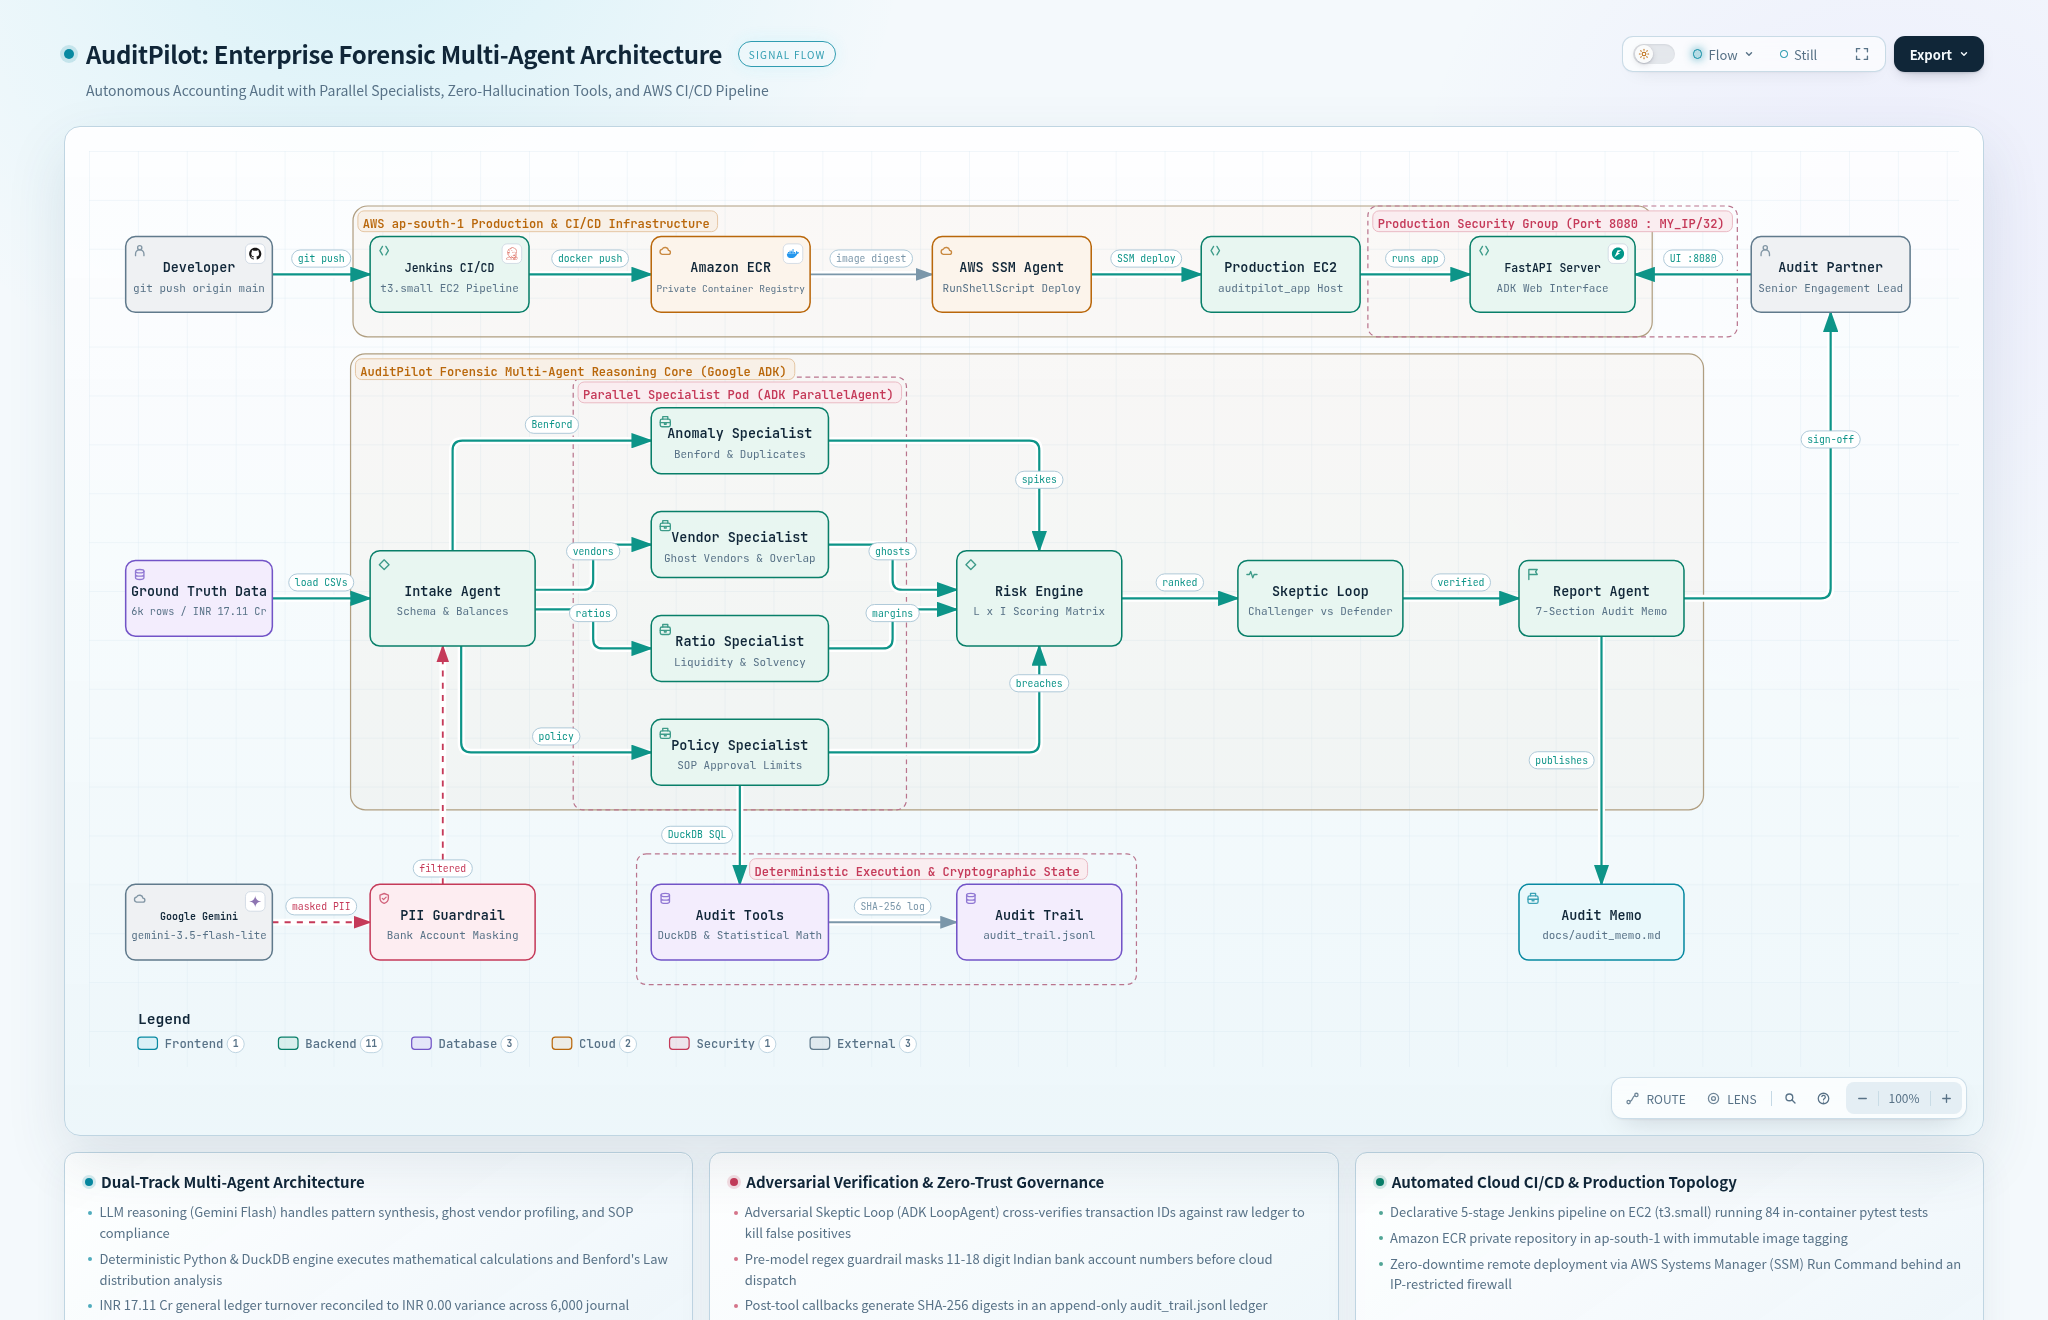 AuditPilot: Enterprise Forensic Multi-Agent Architecture
SIGNAL FLOW
Flow
Still
Export
Autonomous Accounting Audit with Parallel Specialists, Zero-Hallucination Tools, and AWS CI/CD Pipeline
AWS ap-south-1 Production & CI/CD Infrastructure
Production Security Group (Port 8080 : MY_IP/32)
Developer
git push origin main
git push
Jenkins CI/CD
t3.small EC2 Pipeline
docker push
Amazon ECR
Private Container Registry
image digest
AWS SSM Agent
RunShellScript Deploy
SSM deploy
Production EC2
auditpilot_app Host
runs app
FastAPI Server
ADK Web Interface
UI :8080
Audit Partner
Senior Engagement Lead
AuditPilot Forensic Multi-Agent Reasoning Core (Google ADK)
Parallel Specialist Pod (ADK ParallelAgent)
Benford
Anomaly Specialist
Benford & Duplicates
sign-off
spikes
Vendor Specialist
Ghost Vendors & Overlap
vendors
ghosts
Ground Truth Data
6k rows / INR 17.11 Cr
load CSVs
Intake Agent
Schema & Balances
ratios
margins
Risk Engine
L x I Scoring Matrix
ranked
Skeptic Loop
Challenger vs Defender
verified
Report Agent
7-Section Audit Memo
Ratio Specialist
Liquidity & Solvency
breaches
policy
Policy Specialist
SOP Approval Limits
publishes
DuckDB SQL
filtered
Deterministic Execution & Cryptographic State
Google Gemini
gemini-3.5-flash-lite
masked PII
PII Guardrail
Bank Account Masking
Audit Tools
DuckDB & Statistical Math
SHA-256 log
Audit Trail
audit_trail.jsonl
Audit Memo
docs/audit_memo.md
Legend
Frontend 1
Backend 11
Database 3
Cloud 2
Security 1
External 3
ROUTE
LENS
− 100% +
Dual-Track Multi-Agent Architecture
• LLM reasoning (Gemini Flash) handles pattern synthesis, ghost vendor profiling, and SOP
compliance
• Deterministic Python & DuckDB engine executes mathematical calculations and Benford's Law
distribution analysis
• INR 17.11 Cr general ledger turnover reconciled to INR 0.00 variance across 6,000 journal
Adversarial Verification & Zero-Trust Governance
• Adversarial Skeptic Loop (ADK LoopAgent) cross-verifies transaction IDs against raw ledger to
kill false positives
• Pre-model regex guardrail masks 11-18 digit Indian bank account numbers before cloud
dispatch
• Post-tool callbacks generate SHA-256 digests in an append-only audit_trail.jsonl ledger
Automated Cloud CI/CD & Production Topology
• Declarative 5-stage Jenkins pipeline on EC2 (t3.small) running 84 in-container pytest tests
• Amazon ECR private repository in ap-south-1 with immutable image tagging
• Zero-downtime remote deployment via AWS Systems Manager (SSM) Run Command behind an
IP-restricted firewall